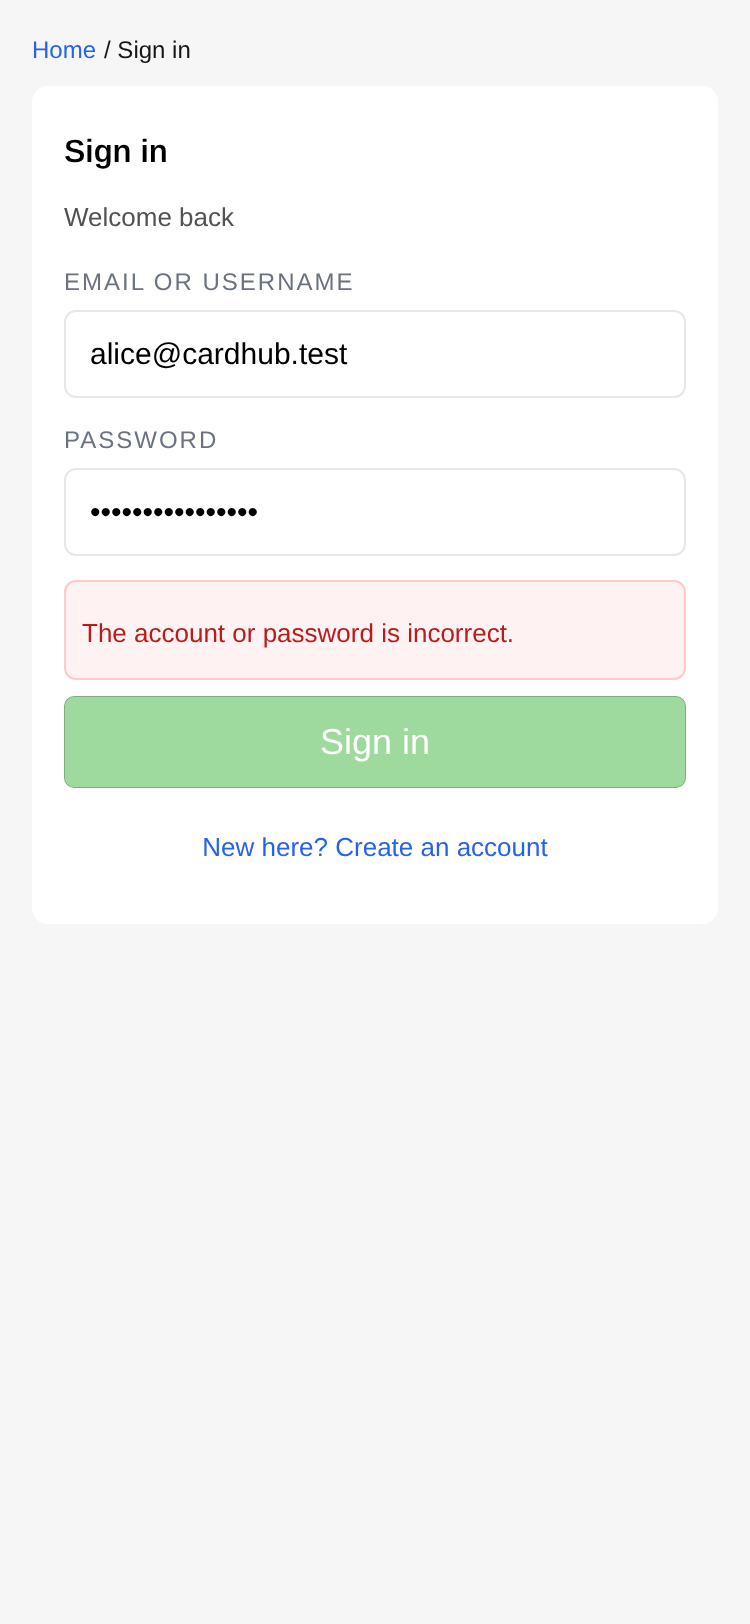 Home / Sign in
Sign in
Welcome back
EMAIL OR USERNAME
alice@cardhub.test
PASSWORD
••••••••••••••••
The account or password is incorrect.
Sign in
New here? Create an account